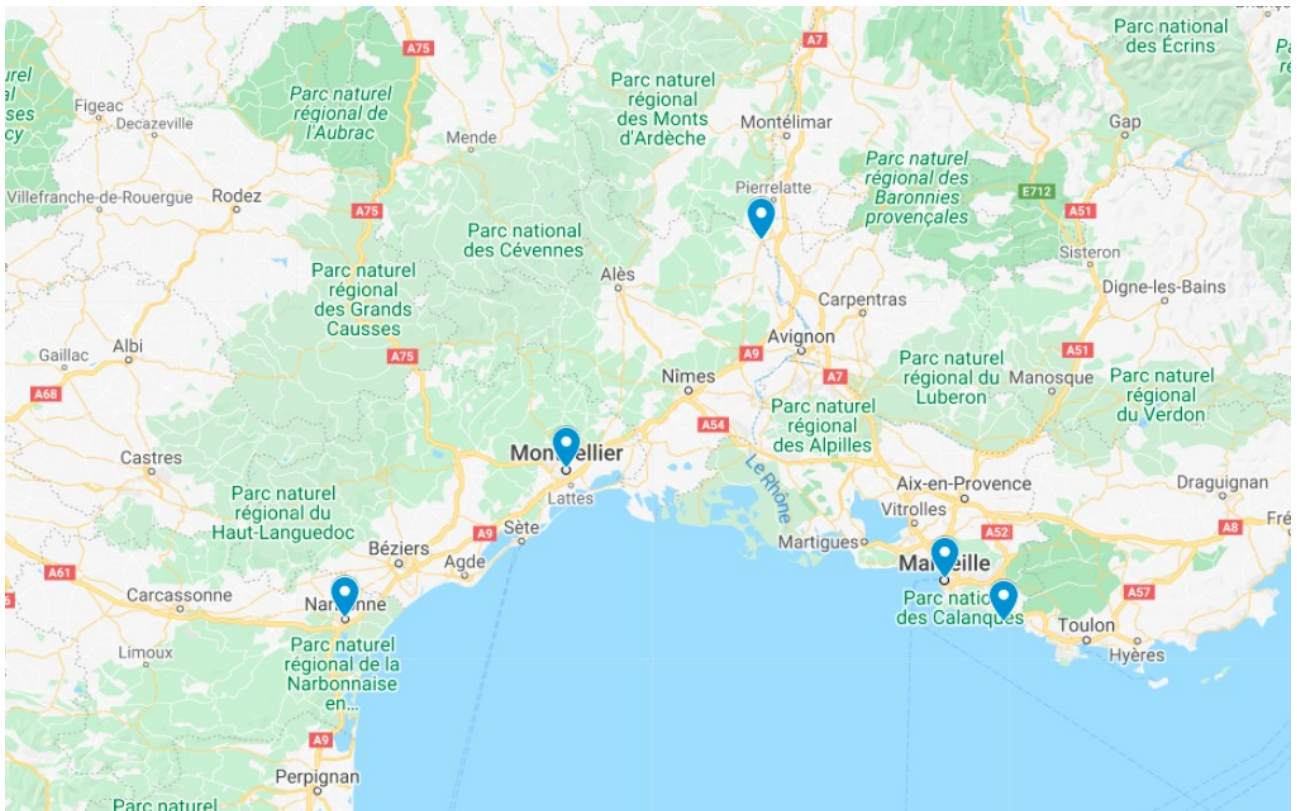 A75
A7
Parc national
des Écrins
Parc naturel
régional
des Monts
d'Ardèche
Parc naturel
régional de
l'Aubrac
Figeac
Decazeville
Mende
Montélimar
Gap
Parc naturel
régional des
Baronnies
provençales
Pierrelatte
E712
Villefranche-de-Rouergue
Rodez
A75
A51
Parc national
des Cévennes
Sisteron
Alès
Parc naturel
régional
des Grands
Causses
Digne-les-Bains
Carpentras
Gaillac
Albi
A75
A9
Avignon
A51
A68
Nîmes
A7
Parc naturel
régional du
Luberon
Manosque
Parc naturel
régional
du Verdon
Parc naturel
régional
des Alpilles
A54
Montpellier
Castres
Lattes
Le Rhône
Aix-en-Provence
Draguignan
Parc naturel
régional du
Haut-Languedoc
Vitrolles
A9
Sète
A52
A8
Fré
Béziers
Agde
Martigues
Marseille
A61
Carcassonne
Narbonne
Parc national
des Calanques
A57
Toulon
Hyères
Limoux
Parc naturel
régional de la
Narbonnaise
en...
A9
Perpignan
Parc naturel